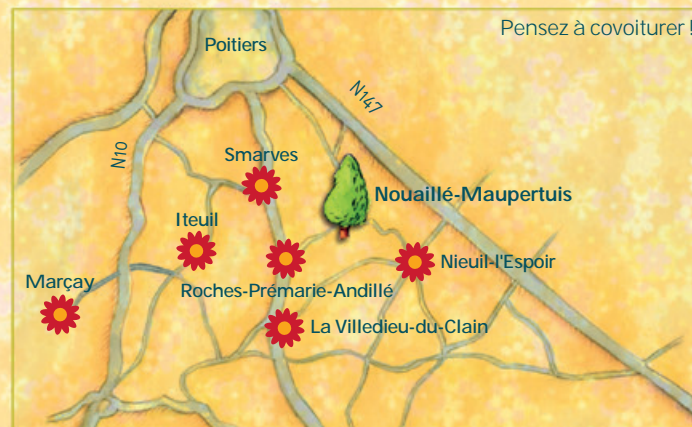 Pensez à covoiturer !
Poitiers
N147
N10
Smarves
Nouaillé-Maupertuis
Iteuil
Nieuil-l'Espoir
Marçay
Roches-Prémarie-Andillé
La Villedieu-du-Clain